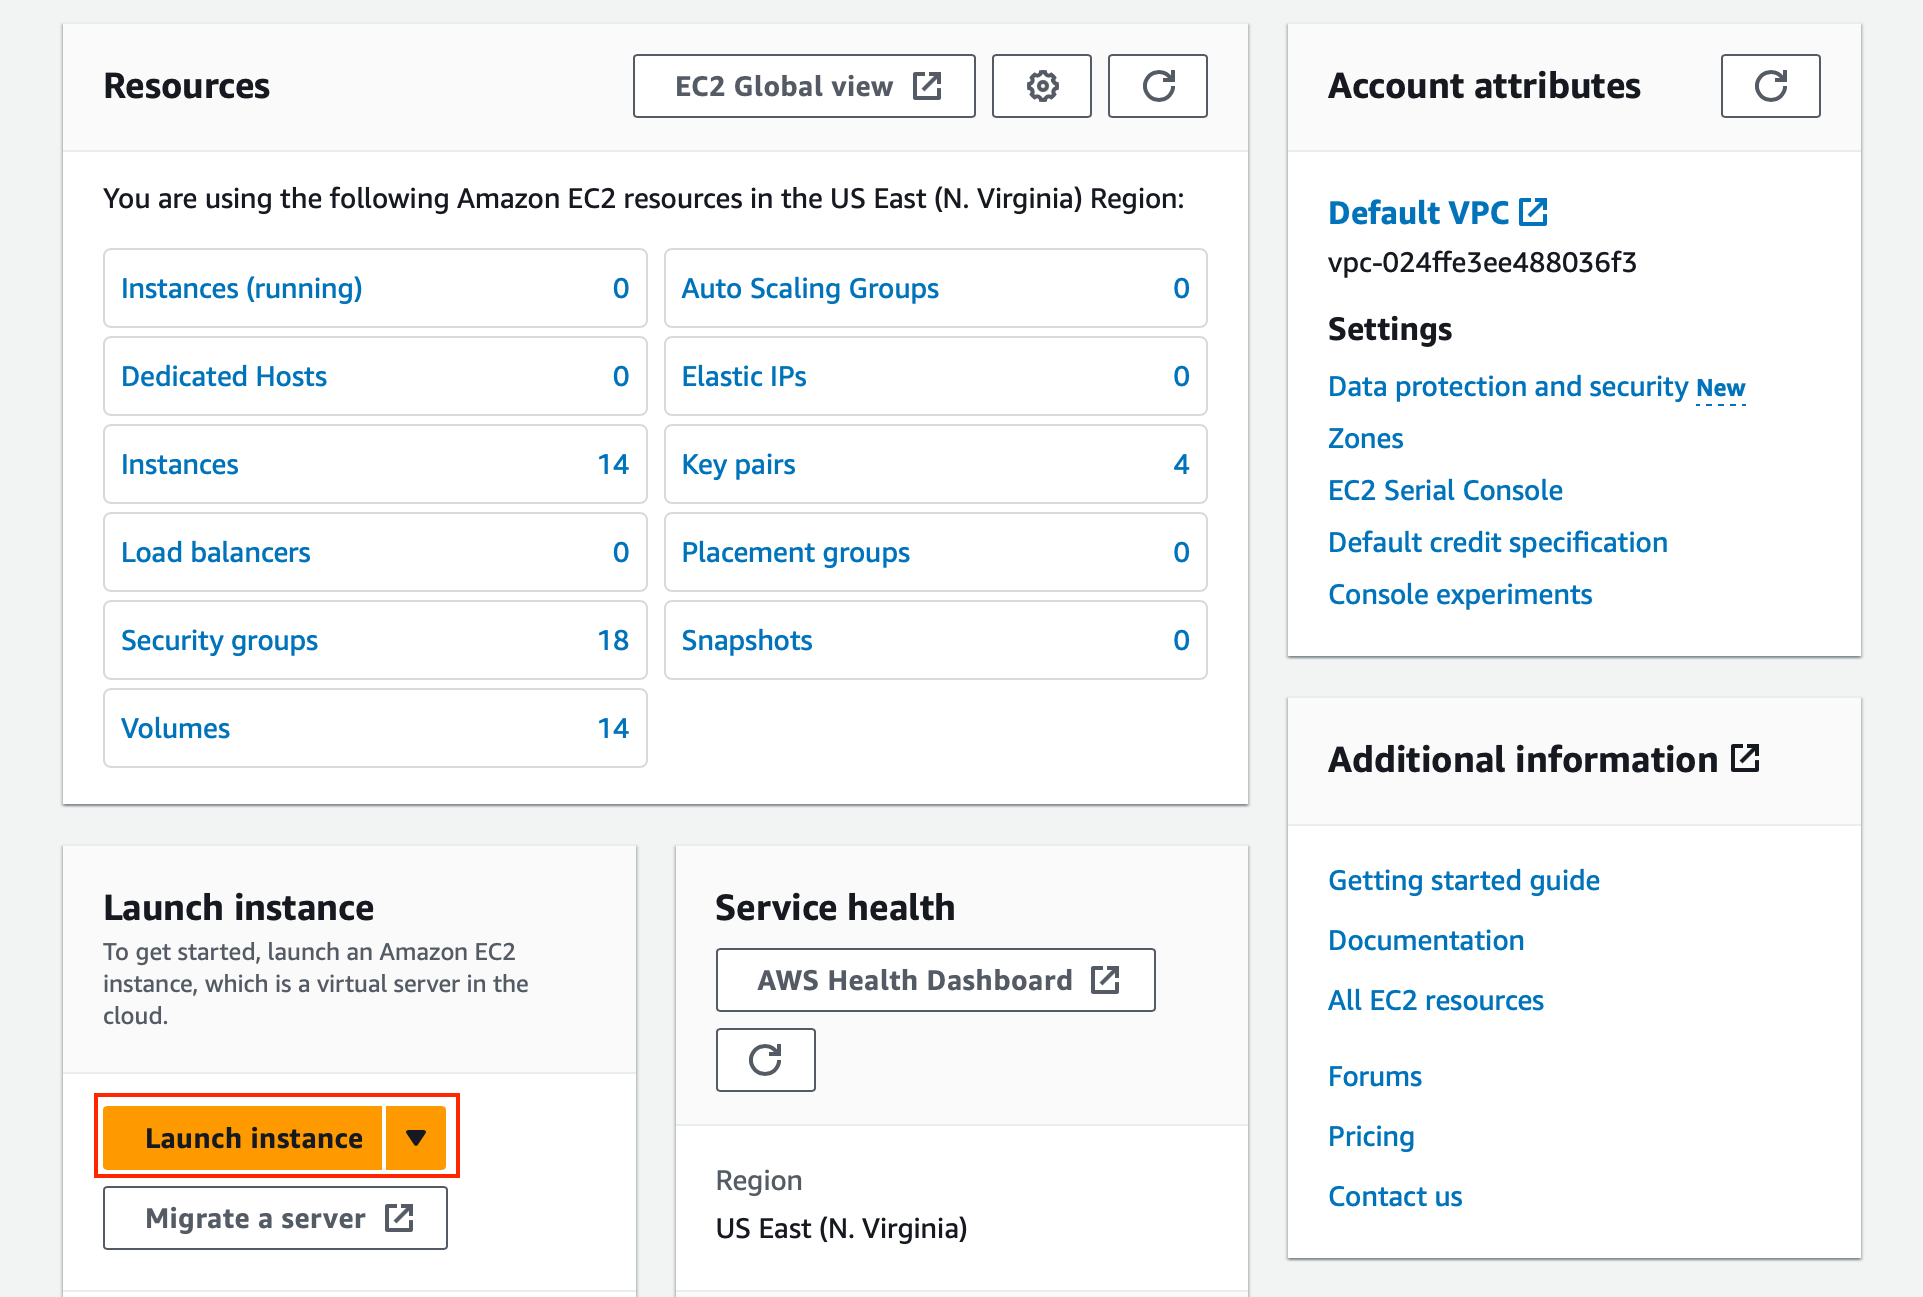 Resources
EC2 Global view
You are using the following Amazon EC2 resources in the US East (N. Virginia) Region:
Instances (running) 0
Auto Scaling Groups 0
Dedicated Hosts 0
Elastic IPs 0
Instances 14
Key pairs 4
Load balancers 0
Placement groups 0
Security groups 18
Snapshots 0
Volumes 14
Account attributes
Default VPC
vpc-024ffe3ee488036f3
Settings
Data protection and security New
Zones
EC2 Serial Console
Default credit specification
Console experiments
Additional information
Getting started guide
Documentation
All EC2 resources
Forums
Pricing
Contact us
Launch instance
To get started, launch an Amazon EC2
instance, which is a virtual server in the
cloud.
Launch instance
Migrate a server
Service health
AWS Health Dashboard
Region
US East (N. Virginia)